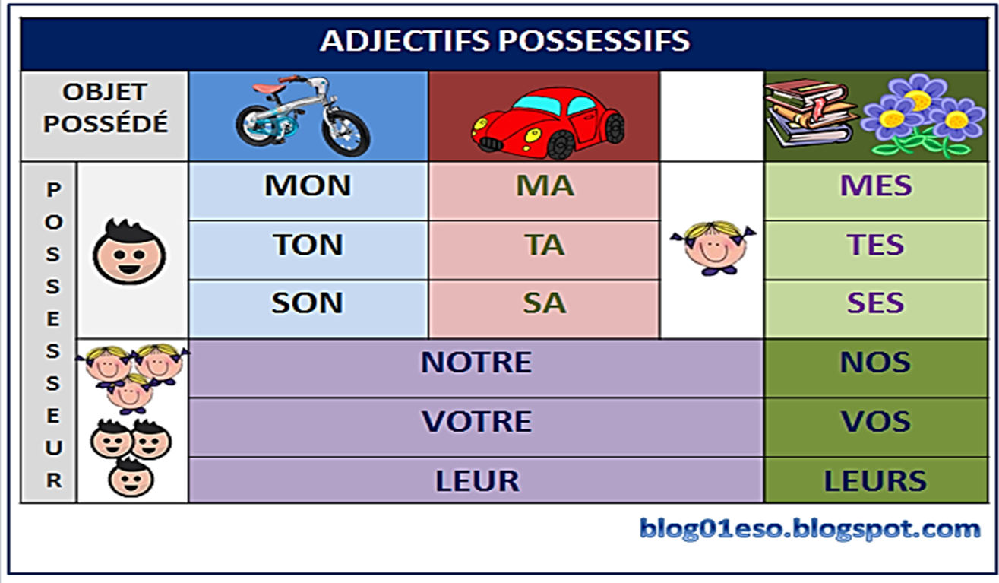 ADJECTIFS POSSESSIFS
OBJET
POSSÉDÉ
POSSESSEUR
MON MA MES
TON TA TES
SON SA SES
NOTRE NOS
VOTRE VOS
LEUR LEURS
blog01eso.blogspot.com